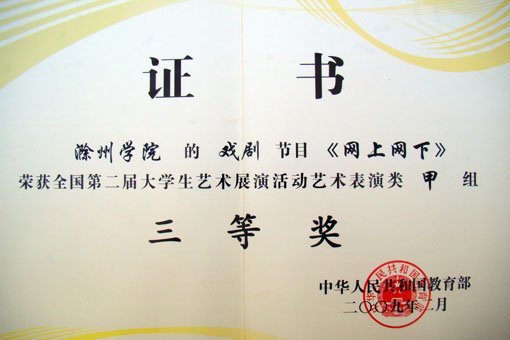 证 书
滁州学院 的 戏剧 节目 《网上网下》
荣获全国第二届大学生艺术展演活动艺术表演类 甲 组
三 等 奖
中华人民共和国教育部
二〇〇九年二月